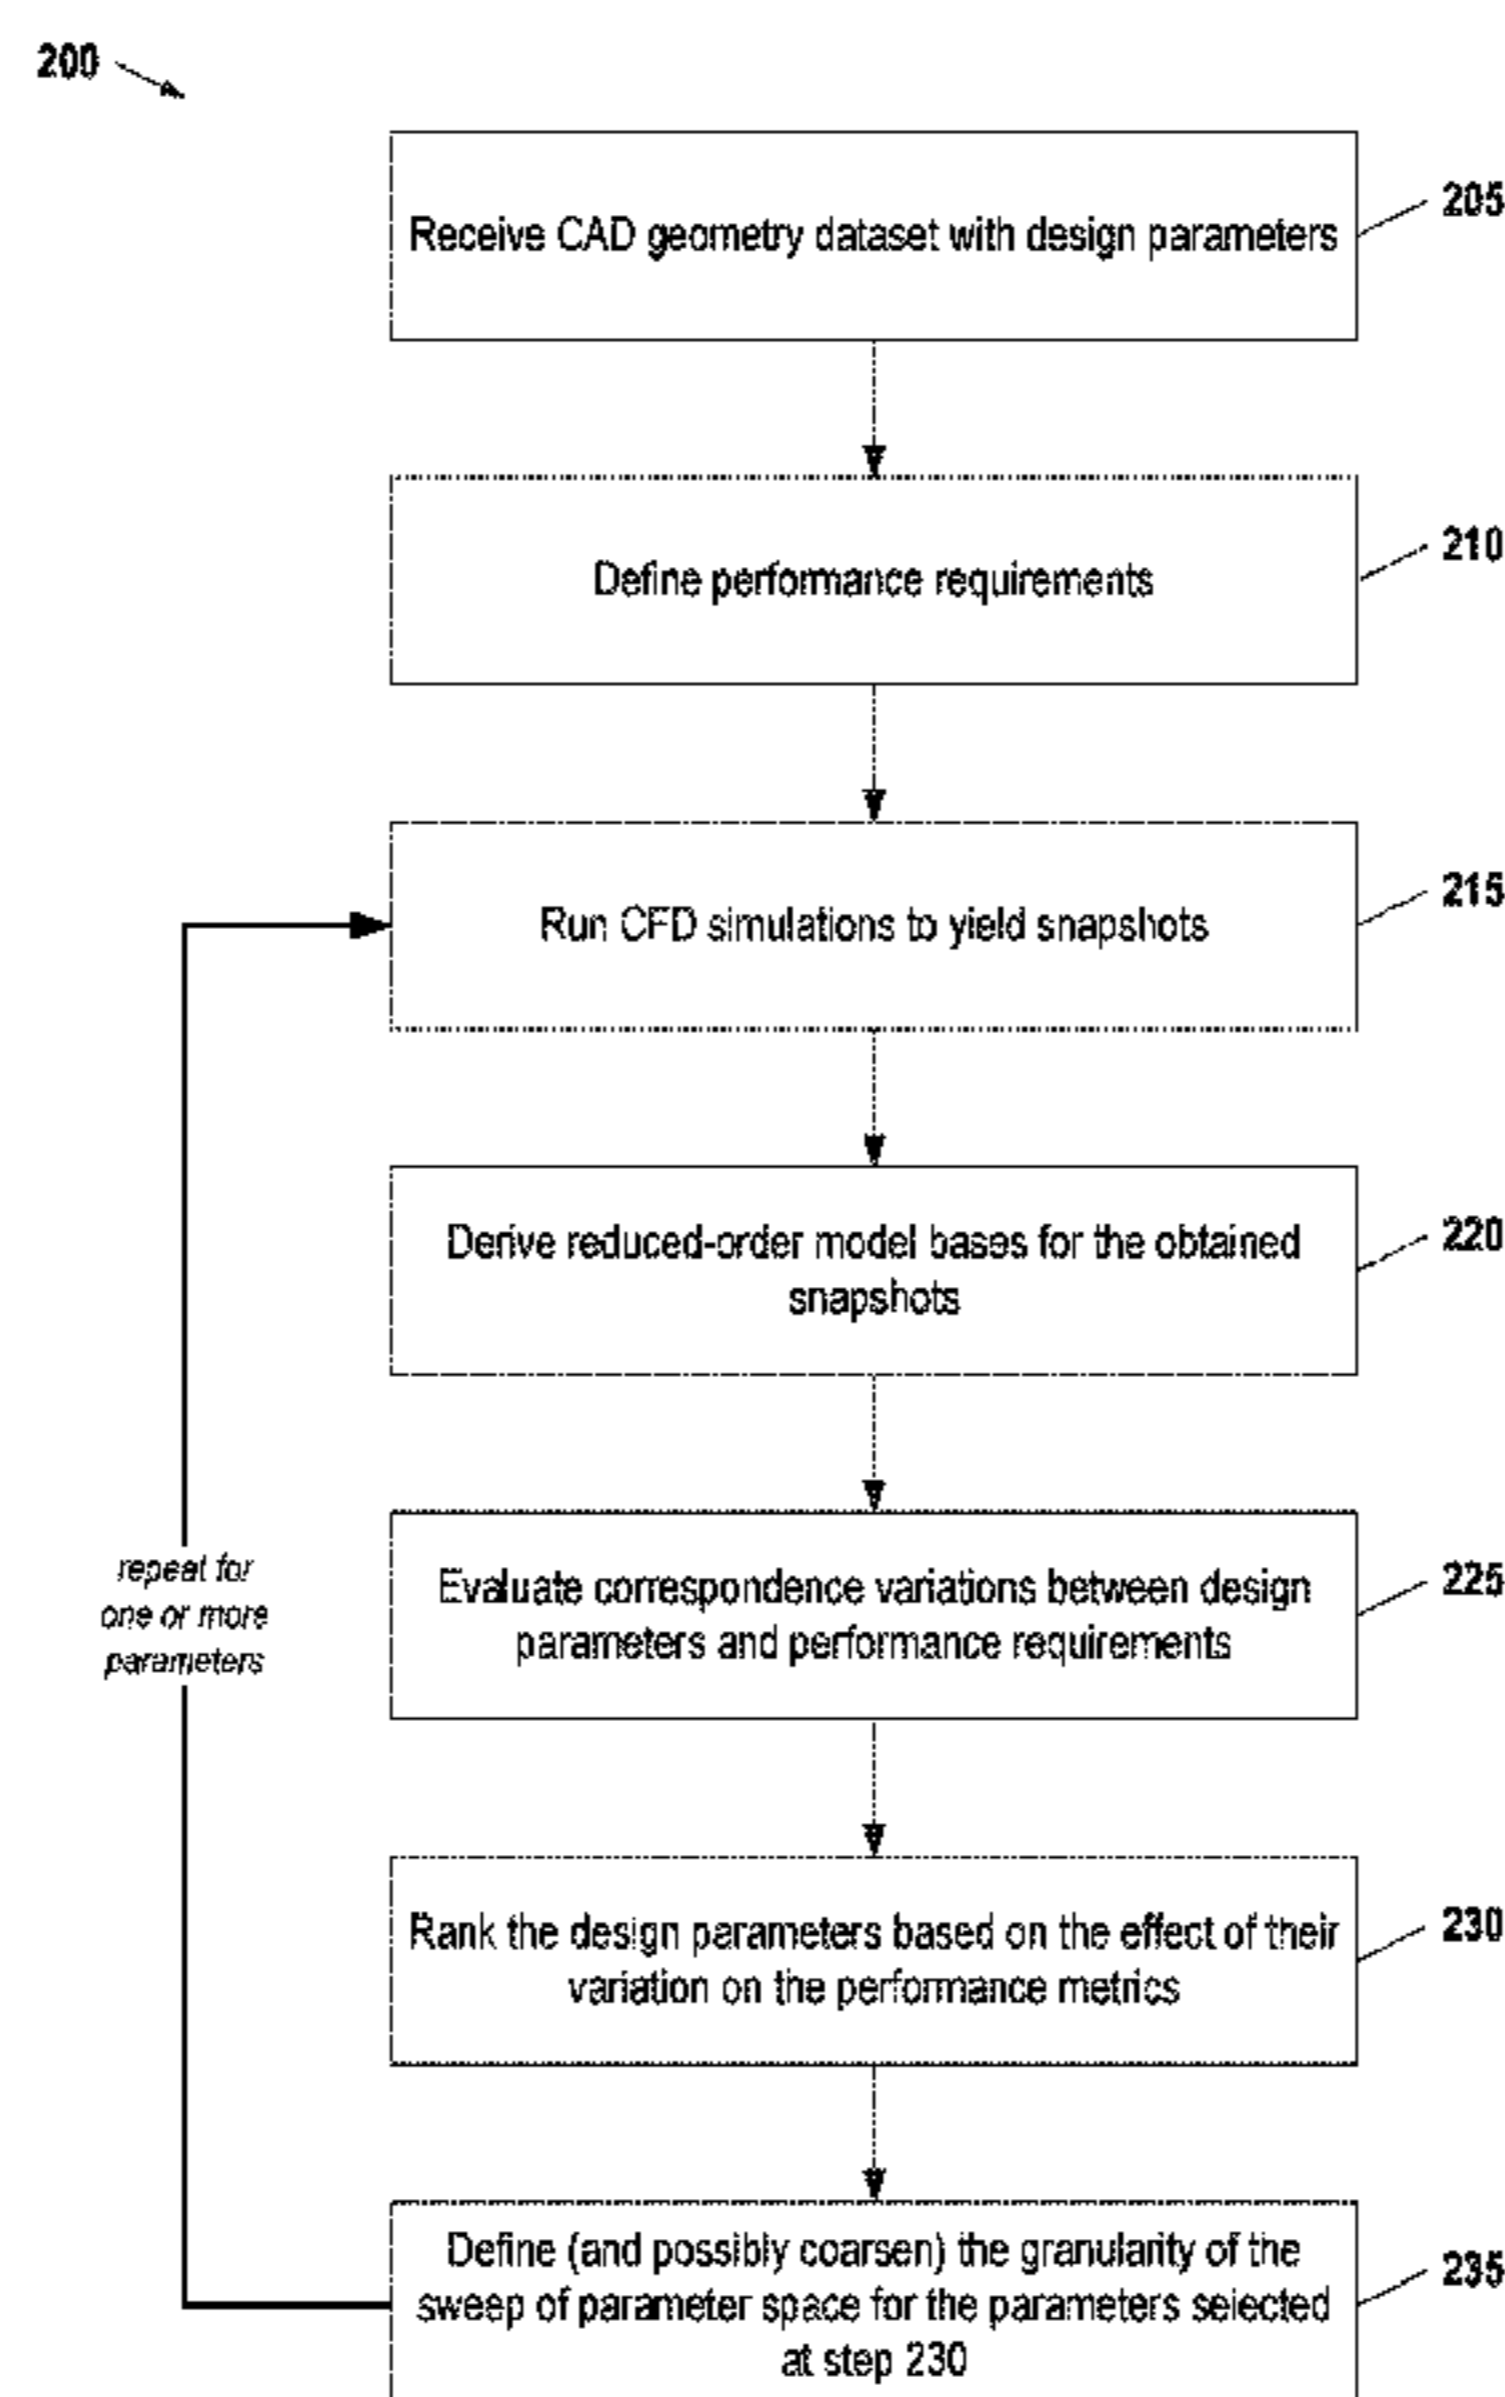 200
Receive CAD geometry dataset with design parameters
205
Define performance requirements
210
Run CFD simulations to yield snapshots
215
Derive reduced-order model bases for the obtained
snapshots
220
Evaluate correspondence variations between design
parameters and performance requirements
225
repeat for
one or more
parameters
Rank the design parameters based on the effect of their
variation on the performance metrics
230
Define (and possibly coarsen) the granularity of the
sweep of parameter space for the parameters selected
at step 230
235